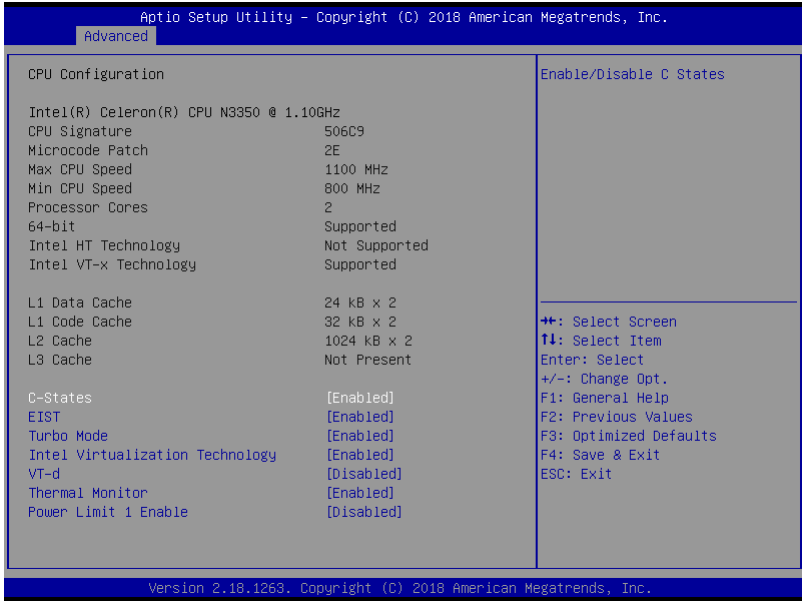 Aptio Setup Utility – Copyright (C) 2018 American Megatrends, Inc.
Advanced
CPU Configuration
Intel(R) Celeron(R) CPU N3350 @ 1.10GHz
CPU Signature 506C9
Microcode Patch 2E
Max CPU Speed 1100 MHz
Min CPU Speed 800 MHz
Processor Cores 2
64-bit Supported
Intel HT Technology Not Supported
Intel VT-x Technology Supported
L1 Data Cache 24 kB x 2
L1 Code Cache 32 kB x 2
L2 Cache 1024 kB x 2
L3 Cache Not Present
C-States [Enabled]
EIST [Enabled]
Turbo Mode [Enabled]
Intel Virtualization Technology [Enabled]
VT-d [Disabled]
Thermal Monitor [Enabled]
Power Limit 1 Enable [Disabled]
Enable/Disable C States
→←: Select Screen
↑↓: Select Item
Enter: Select
+/-: Change Opt.
F1: General Help
F2: Previous Values
F3: Optimized Defaults
F4: Save & Exit
ESC: Exit
Version 2.18.1263. Copyright (C) 2018 American Megatrends, Inc.